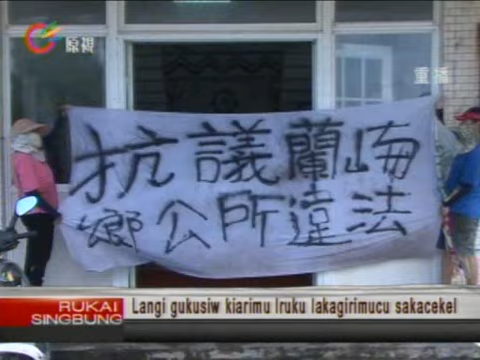 原視
重播
抗議蘭屿
鄉公所違法
RUKAI
SINGBUNG
Langi gukusiw kiarimu lruku lakagirimucu sakacekel